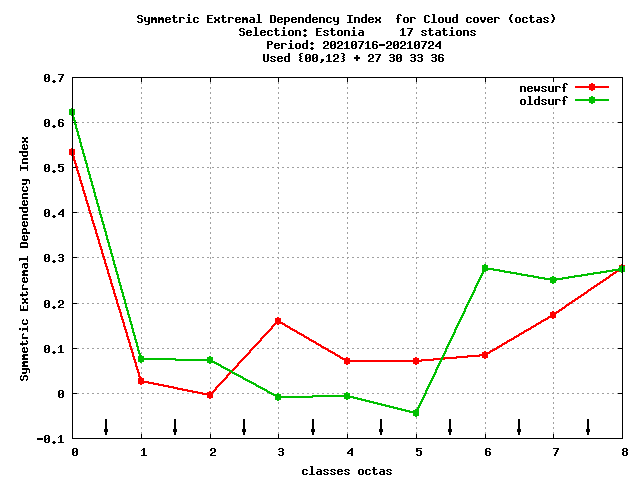 Symmetric Extremal Dependency Index  for Cloud cover (octas)
Selection: Estonia     17 stations
Period: 20210716-20210724
Used {00,12} + 27 30 33 36
newsurf
oldsurf
Symmetric Extremal Dependency Index
0.7
0.6
0.5
0.4
0.3
0.2
0.1
0
-0.1
0 1 2 3 4 5 6 7 8
classes octas